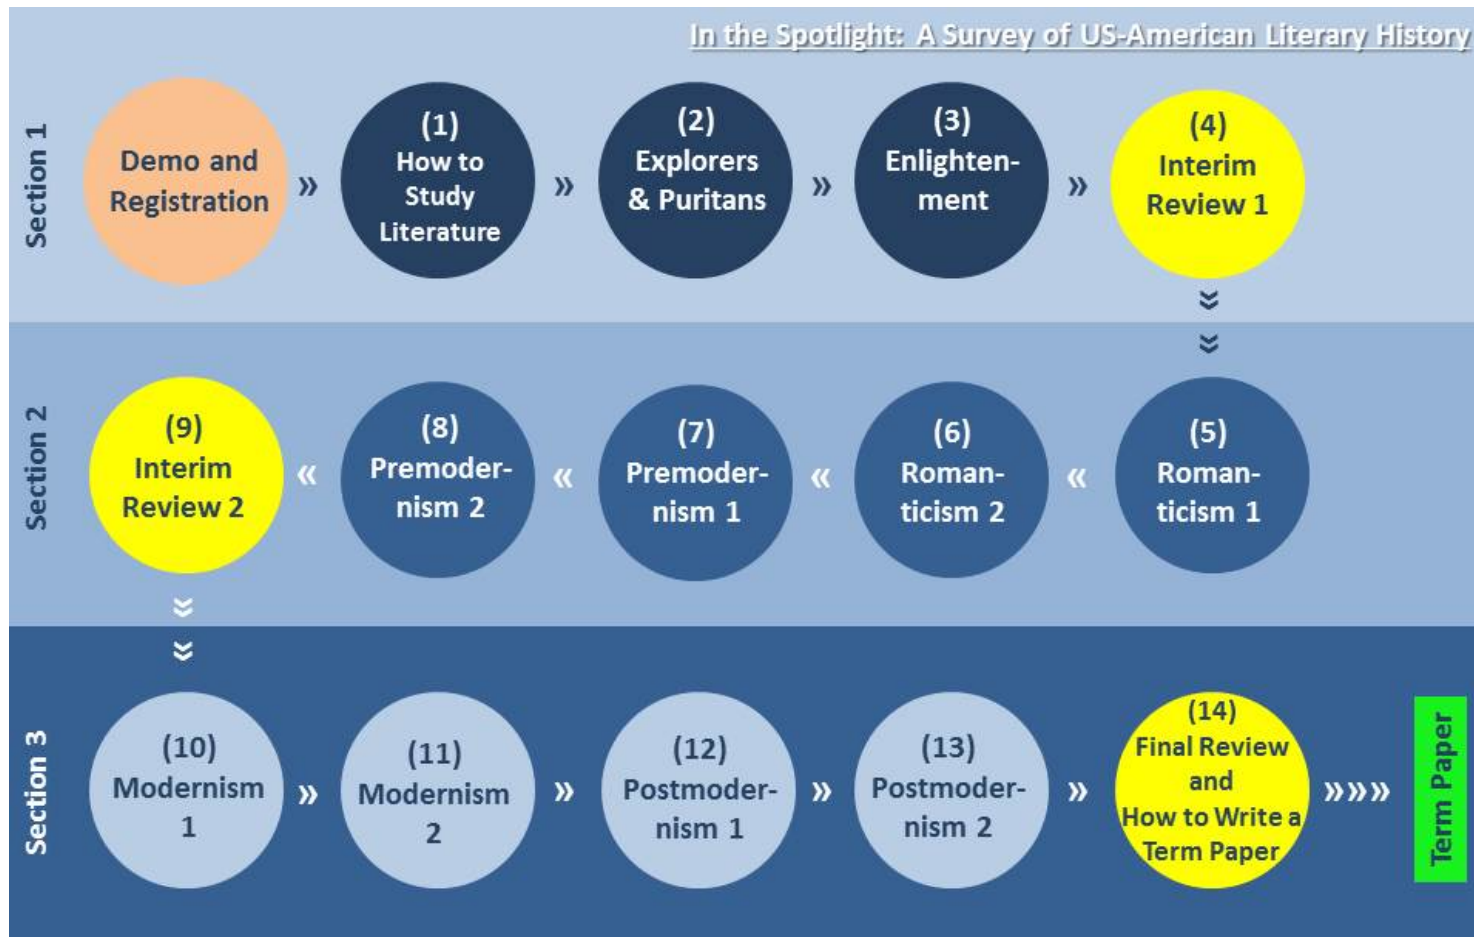 In the Spotlight: A Survey of US-American Literary History
Section 1
Demo and
Registration
»
(1)
How to
Study
Literature
»
(2)
Explorers
& Puritans
»
(3)
Enlighten-
ment
»
(4)
Interim
Review 1
»
»
Section 2
(5)
Roman-
ticism 1
«
(6)
Roman-
ticism 2
«
(7)
Premoder-
nism 1
«
(8)
Premoder-
nism 2
«
(9)
Interim
Review 2
»
»
Section 3
(10)
Modernism
1
»
(11)
Modernism
2
»
(12)
Postmoder-
nism 1
»
(13)
Postmoder-
nism 2
»
(14)
Final Review
and
How to Write a
Term Paper
»»»
Term Paper